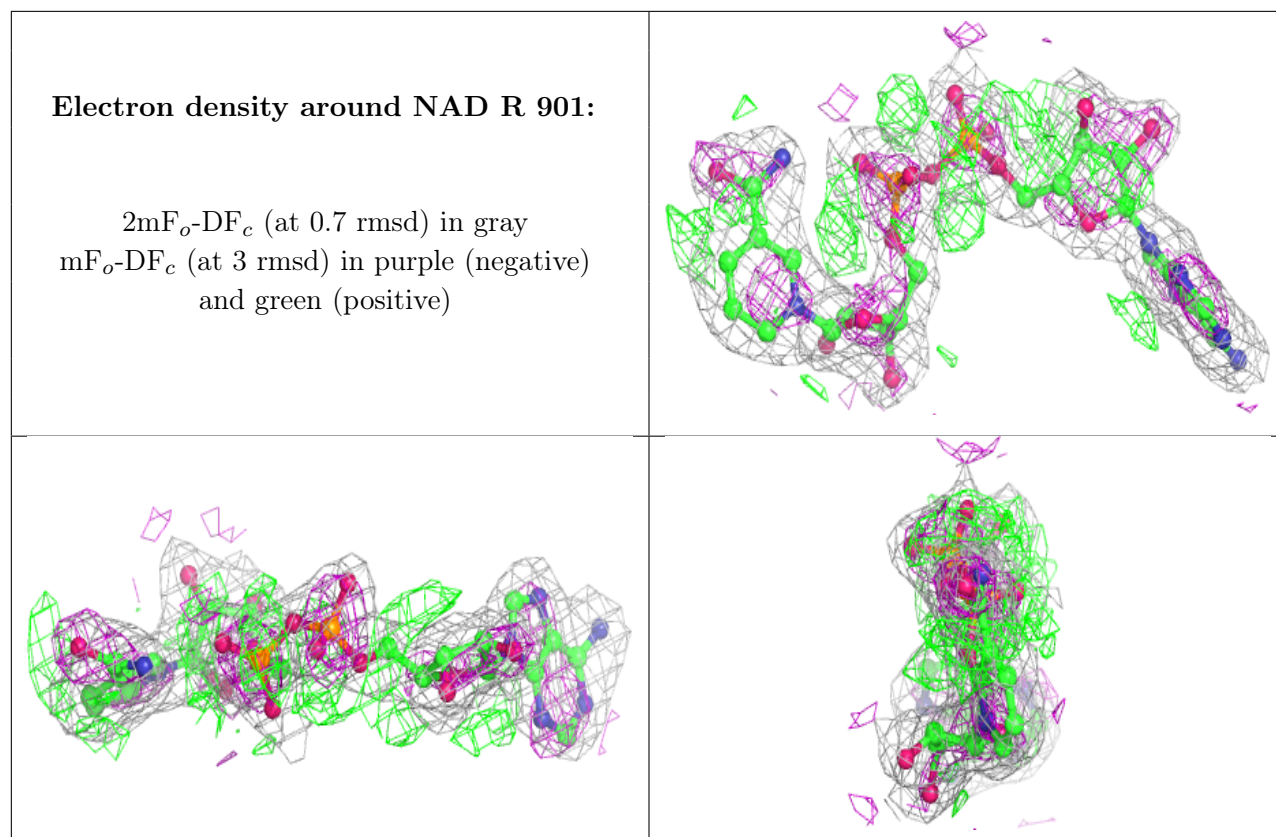 Electron density around NAD R 901:
2mFₒ-DF𝒸 (at 0.7 rmsd) in gray
mFₒ-DF𝒸 (at 3 rmsd) in purple (negative)
and green (positive)